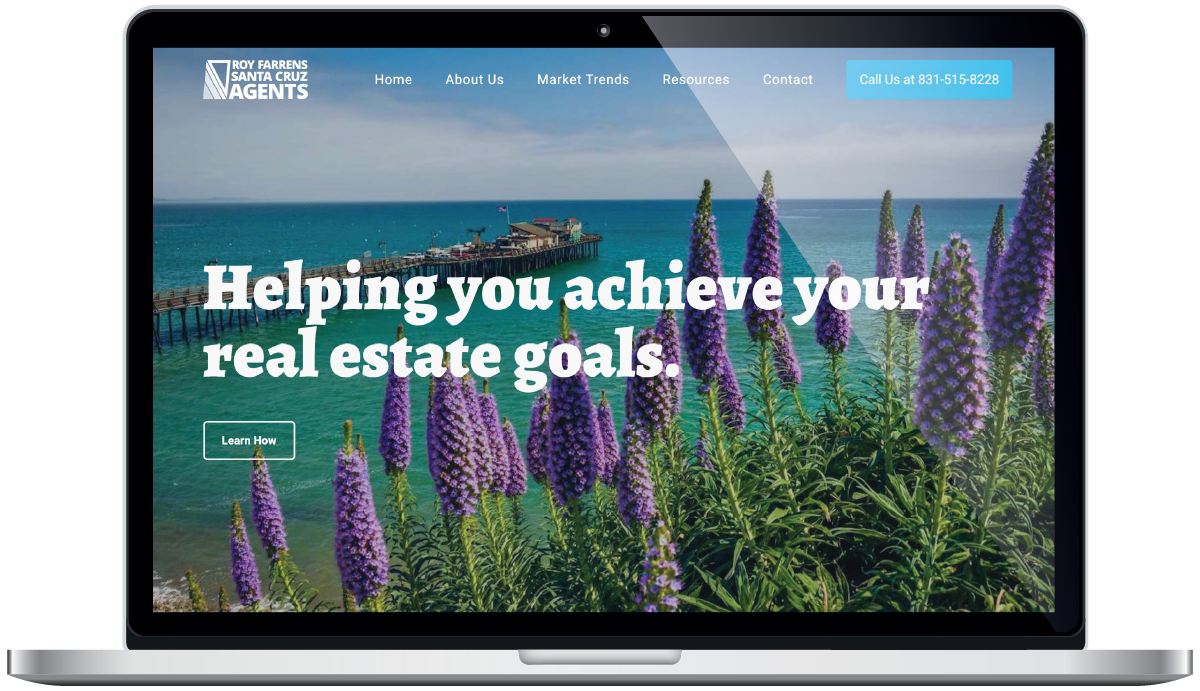 ROY FARRENS
SANTA CRUZ
AGENTS
Home About Us Market Trends Resources Contact Call Us at 831-515-8228
Helping you achieve your
real estate goals.
Learn How